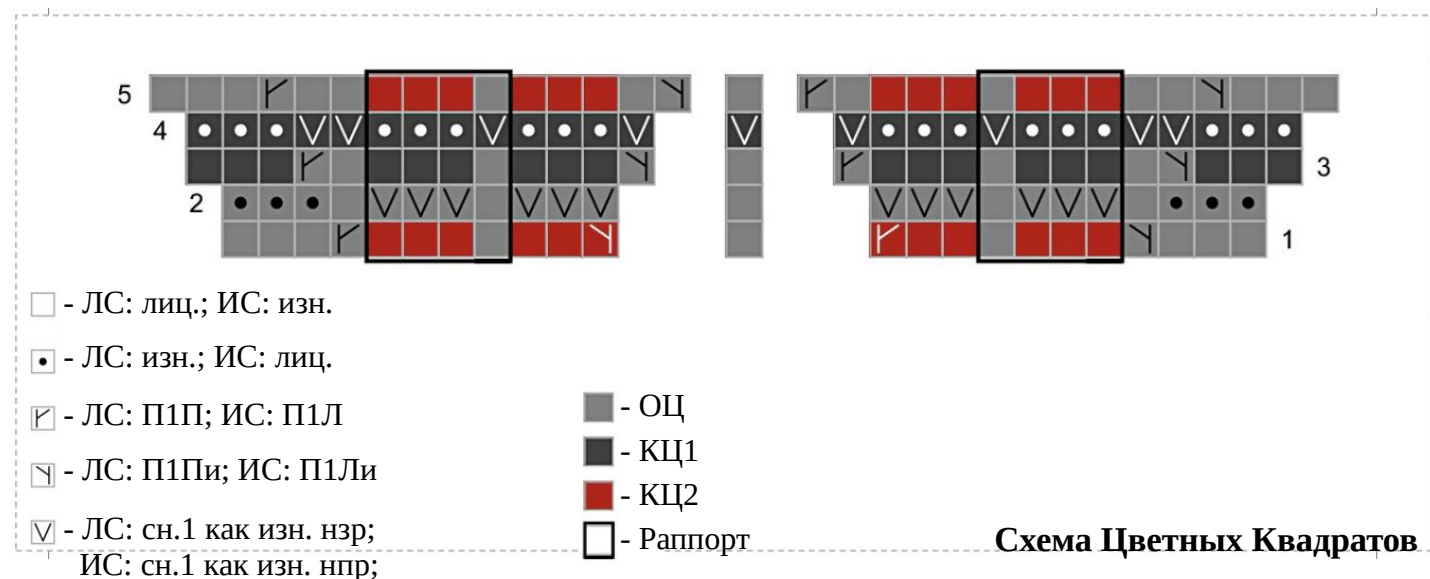 5
4
3
2
1
- ЛС: лиц.; ИС: изн.
- ЛС: изн.; ИС: лиц.
- ЛС: П1П; ИС: П1Л
- ЛС: П1Пи; ИС: П1Ли
- ЛС: сн.1 как изн. нзр;
ИС: сн.1 как изн. нпр;
- ОЦ
- КЦ1
- КЦ2
- Раппорт
Схема Цветных Квадратов